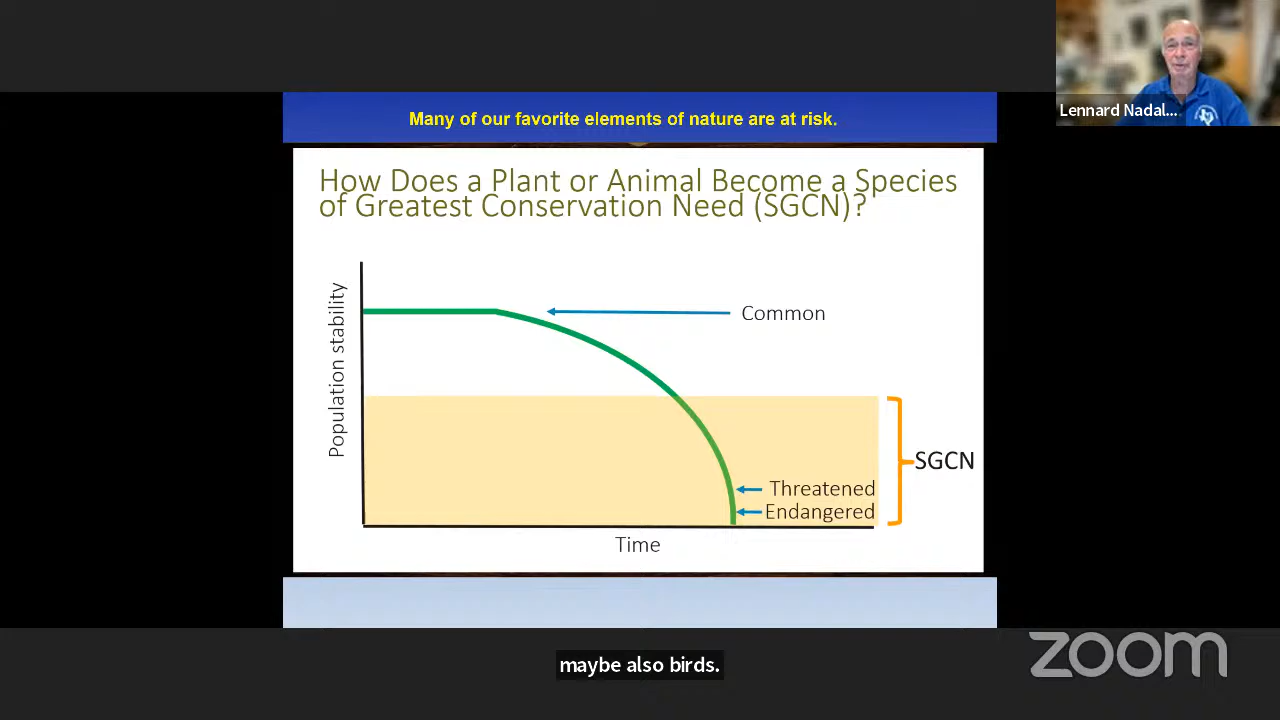 Lennard Nadal...
Many of our favorite elements of nature are at risk.
How Does a Plant or Animal Become a Species
of Greatest Conservation Need (SGCN)?
Population stability
Common
SGCN
Threatened
Endangered
Time
maybe also birds.
zoom